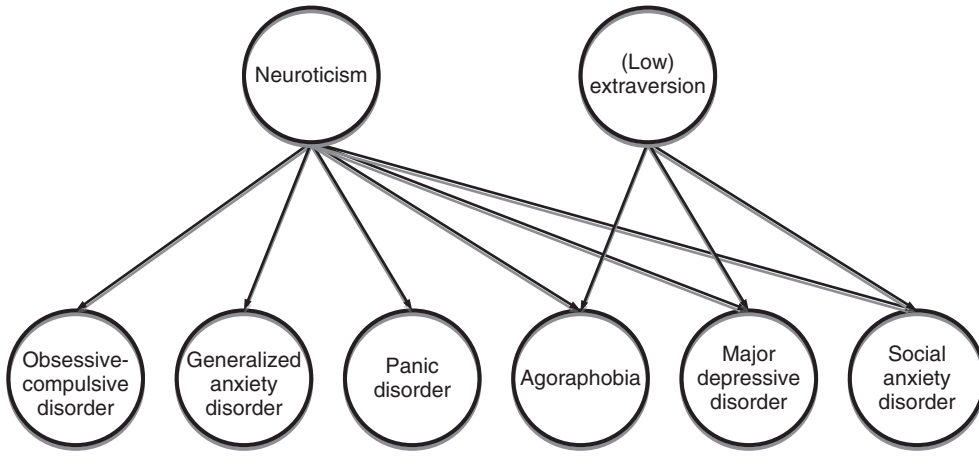 Neuroticism
(Low)
extraversion
Obsessive-
compulsive
disorder
Generalized
anxiety
disorder
Panic
disorder
Agoraphobia
Major
depressive
disorder
Social
anxiety
disorder